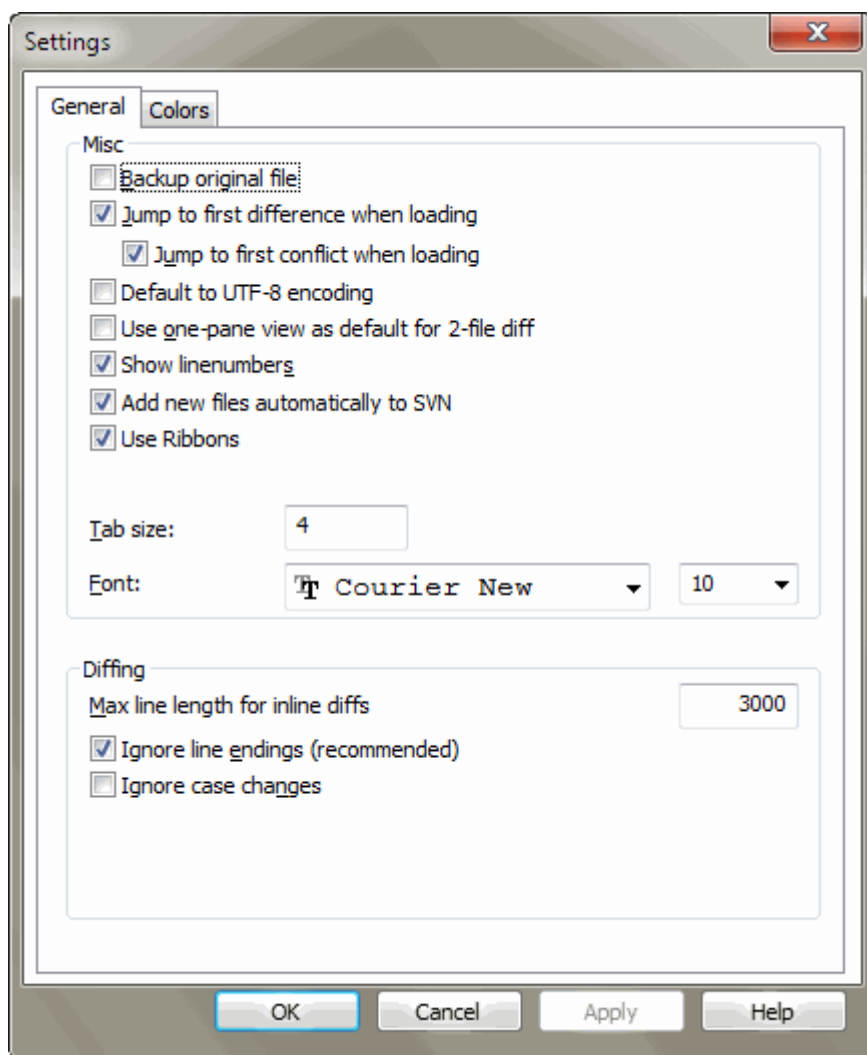 Settings
General Colors
Misc
Backup original file
Jump to first difference when loading
Jump to first conflict when loading
Default to UTF-8 encoding
Use one-pane view as default for 2-file diff
Show linenumbers
Add new files automatically to SVN
Use Ribbons
Tab size: 4
Font: Courier New 10
Diffing
Max line length for inline diffs 3000
Ignore line endings (recommended)
Ignore case changes
OK Cancel Apply Help